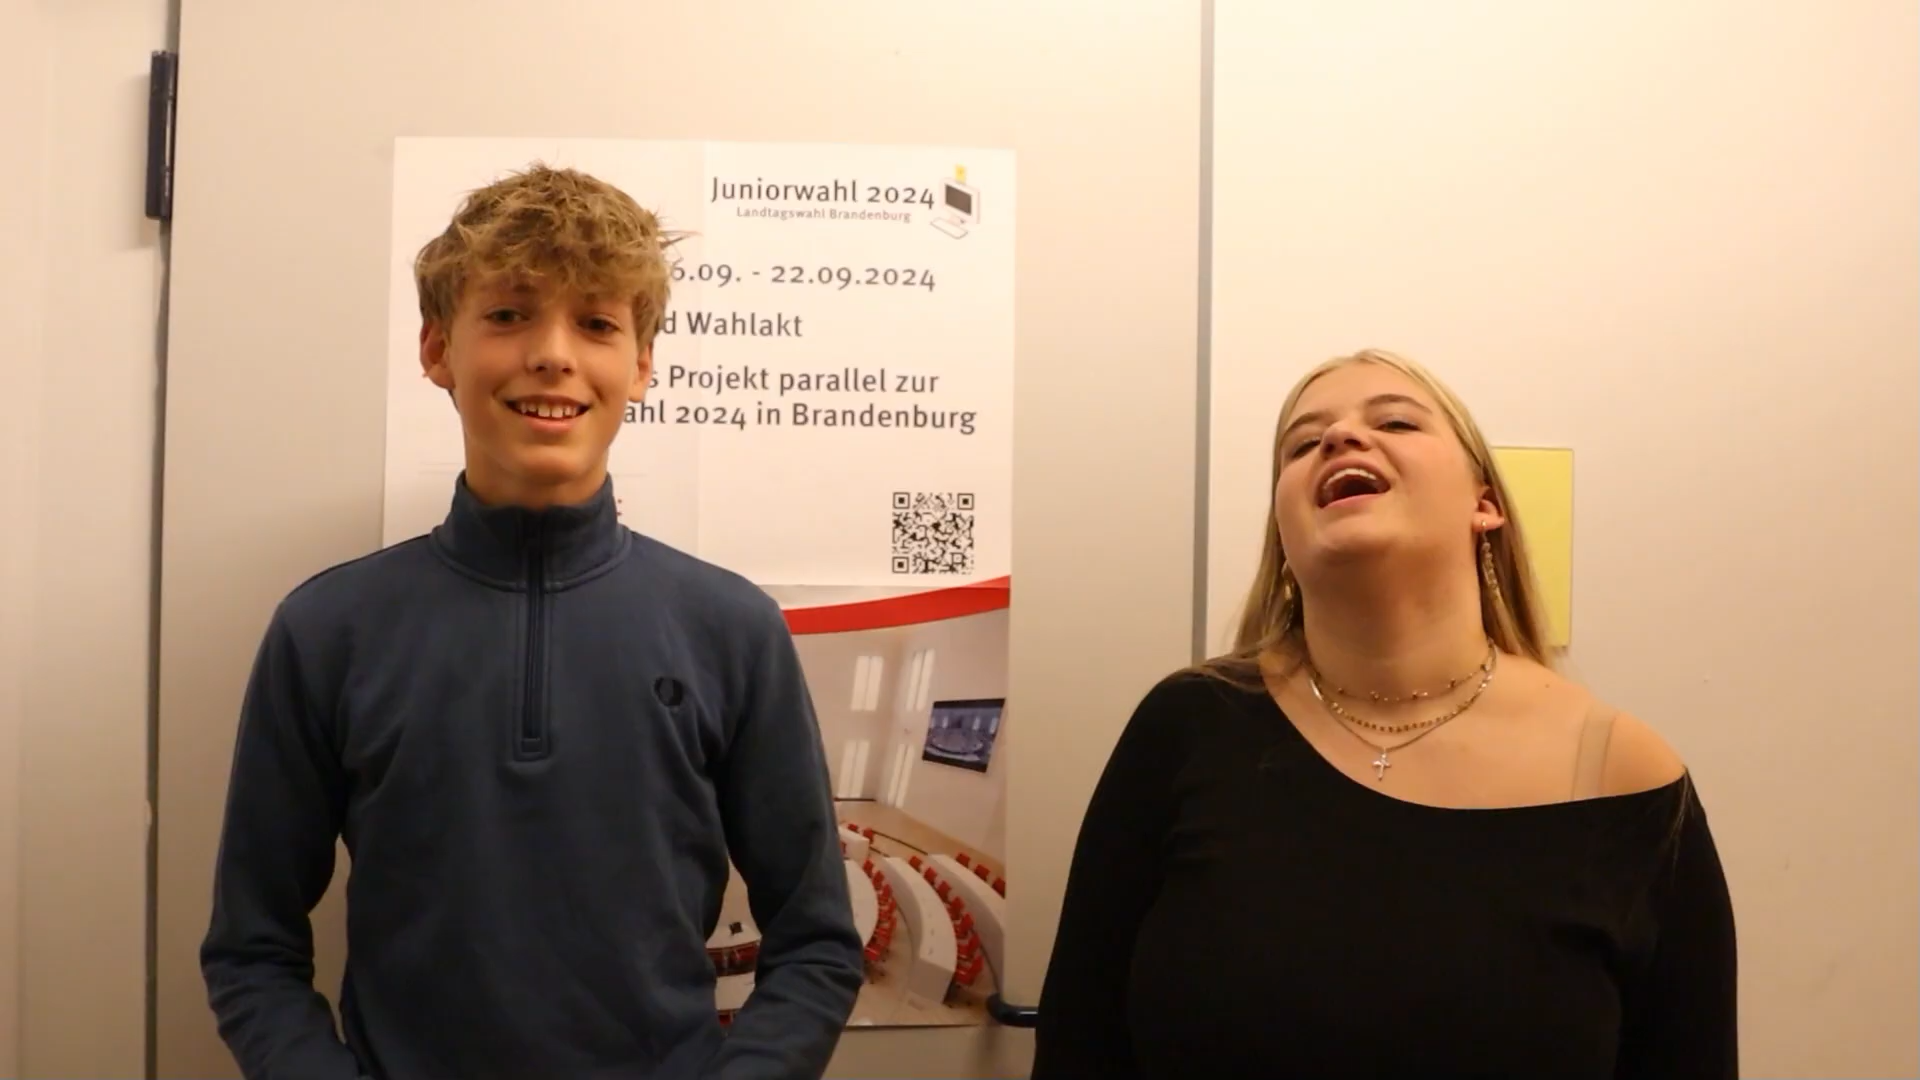 Juniorwahl 2024
Landtagswahl Brandenburg
6.09. - 22.09.2024
d Wahlakt
s Projekt parallel zur
ahl 2024 in Brandenburg